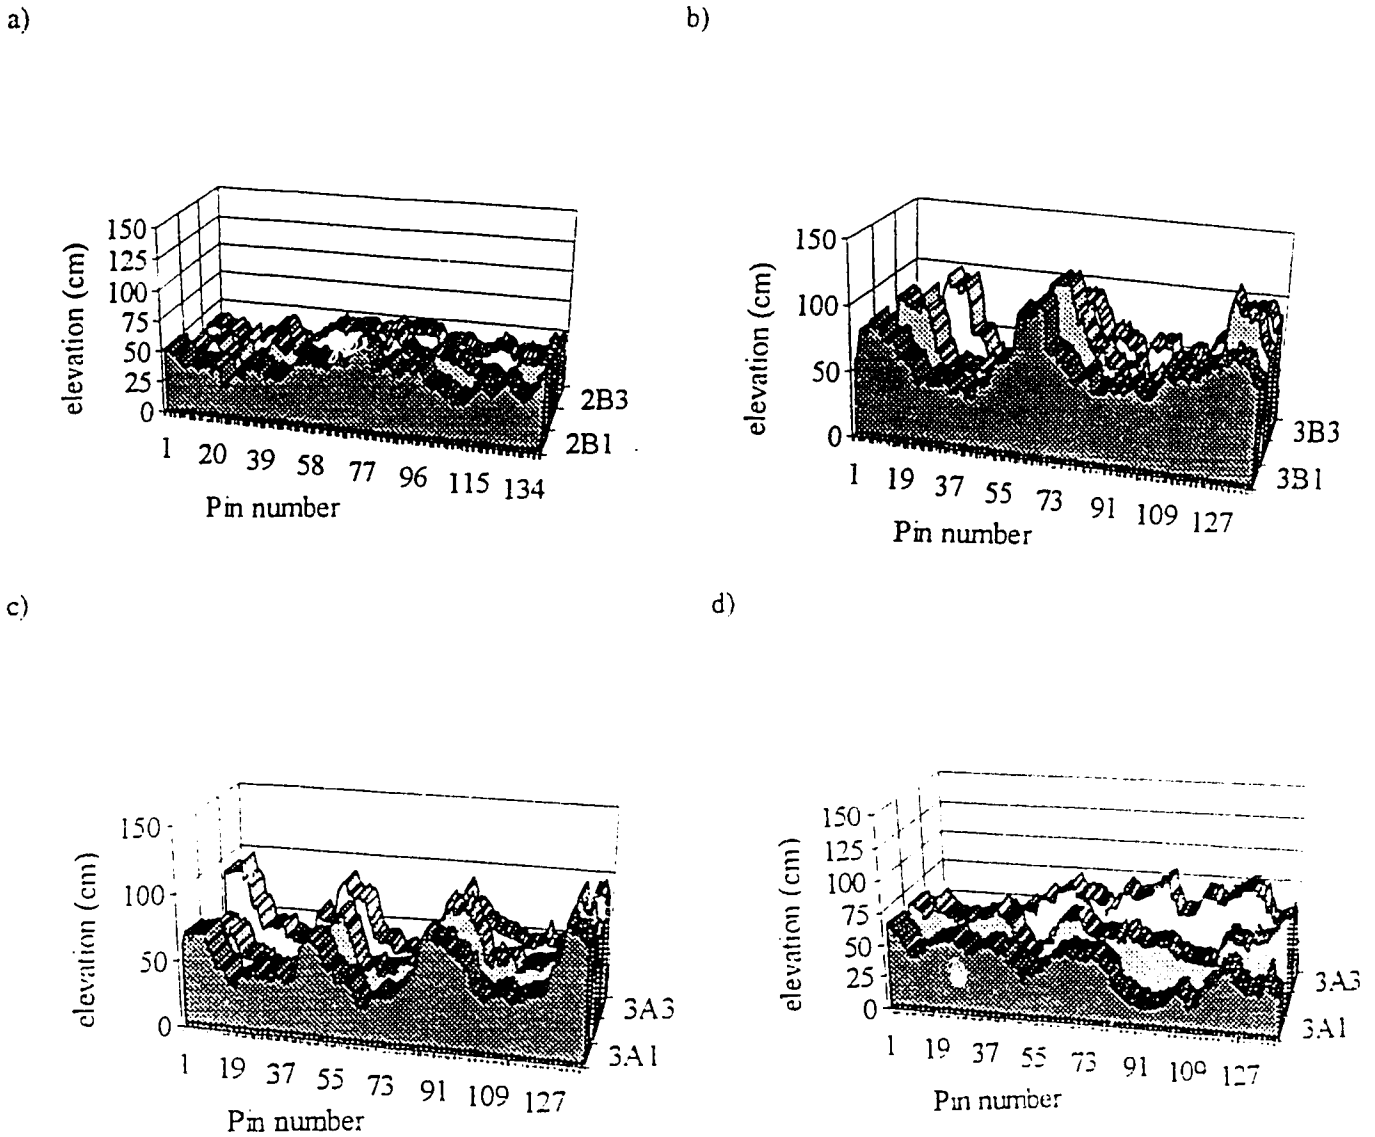 a)
150
125
100
75
50
25
0
elevation (cm)
1 20 39 58 77 96 115 134
Pin number
2B3
2B1
b)
150
100
50
0
elevation (cm)
1 19 37 55 73 91 109 127
Pin number
3B3
3B1
c)
150
100
50
0
elevation (cm)
1 19 37 55 73 91 109 127
Pin number
3A3
3A1
d)
150
125
100
75
50
25
0
elevation (cm)
1 19 37 55 73 91 109 127
Pin number
3A3
3A1